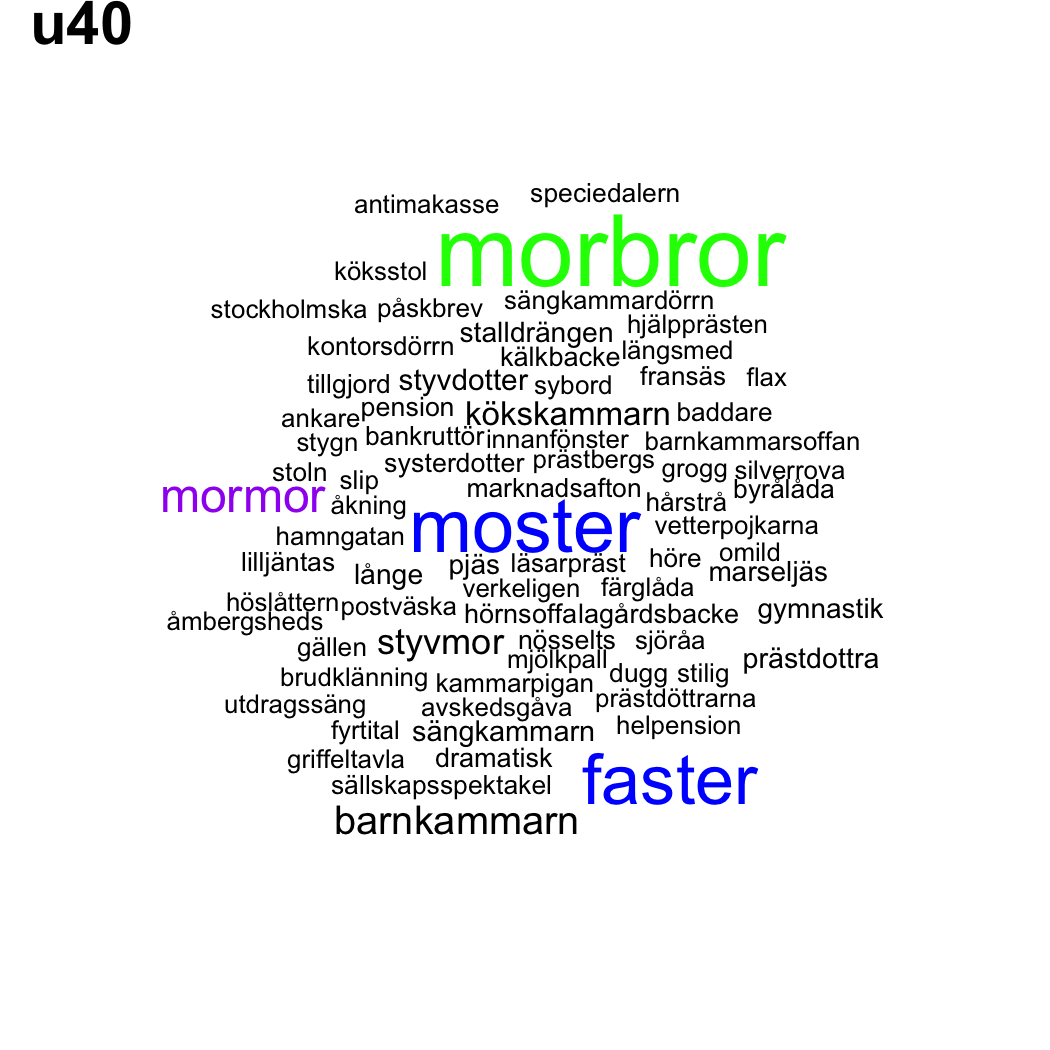 u40
speciedalern
antimakasse
morbror
köksstol
sängkammardörrn
stockholmska påskbrev
hjälpprästen
stalldrängen
kontorsdörrn
kälkbacke längsmed
fransäs flax
tillgjord styvdotter sybord
pension kökskammarn baddare
ankare
stygn bankruttör innanfönster barnkammarsoffan
systerdotter prästbergs grogg silverrova
stoln slip
marknadsafton byrålåda
mormor åkning hårstrå
moster vetterpojkarna
hamngatan
lilljäntas pjäs läsarpräst höre omild
långe marseljäs
verkeligen färglåda
höslåttern postväska hörnsoffa lagårdsbacke gymnastik
åmbergsheds
gällen styvmor nösselts sjöråa
mjölkpall prästdottra
brudklänning kammarpigan dugg stilig
utdragssäng avskedsgåva prästdöttrarna
fyrtital sängkammarn helpension
griffeltavla dramatisk
sällskapsspektakel faster
barnkammarn